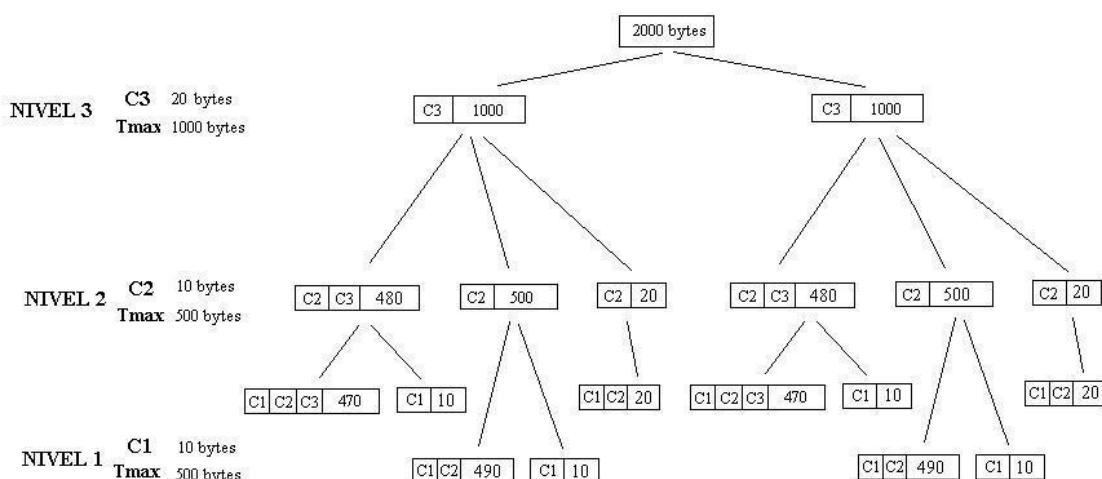 2000 bytes
NIVEL 3 C3 20 bytes
Tmax 1000 bytes
C3 1000
C3 1000
NIVEL 2 C2 10 bytes
Tmax 500 bytes
C2 C3 480
C2 500
C2 20
C2 C3 480
C2 500
C2 20
C1 C2 C3 470
C1 10
C1 C2 20
C1 C2 C3 470
C1 10
C1 C2 20
NIVEL 1 C1 10 bytes
Tmax 500 bytes
C1 C2 490
C1 10
C1 C2 490
C1 10